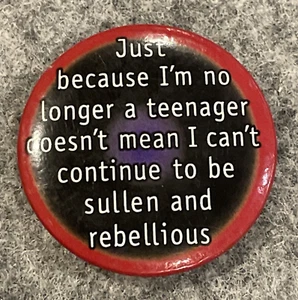 Just
because I'm no
longer a teenager
doesn't mean I can't
continue to be
sullen and
rebellious